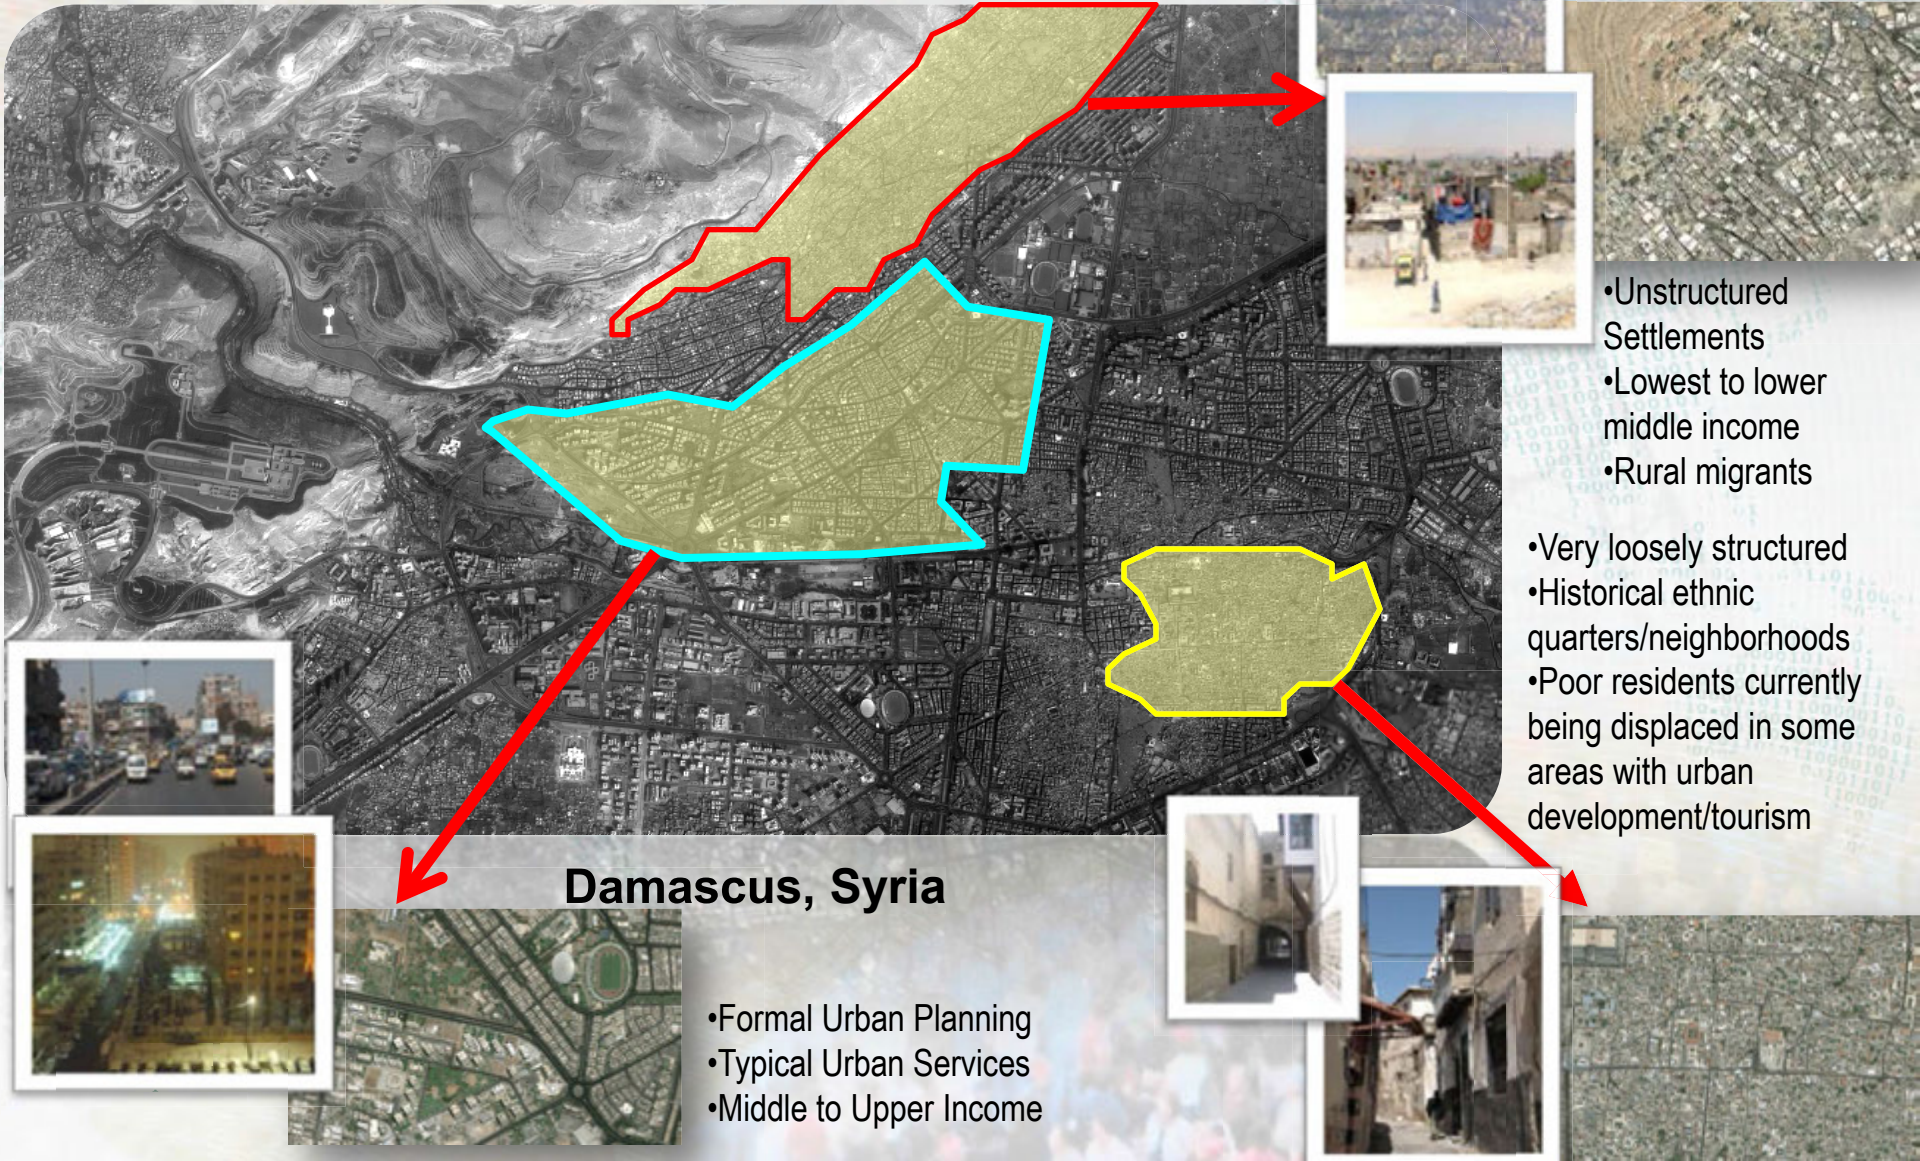 •Unstructured
Settlements
•Lowest to lower
middle income
•Rural migrants
•Very loosely structured
•Historical ethnic
quarters/neighborhoods
•Poor residents currently
being displaced in some
areas with urban
development/tourism
Damascus, Syria
•Formal Urban Planning
•Typical Urban Services
•Middle to Upper Income